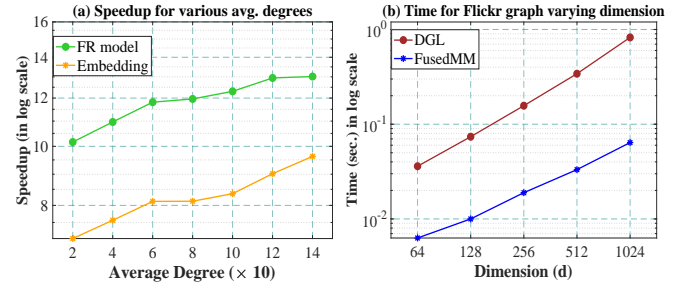 (a) Speedup for various avg. degrees
16
14
12
10
8
Speedup (in log scale)
FR model
Embedding
2 4 6 8 10 12 14
Average Degree (× 10)
(b) Time for Flickr graph varying dimension
10⁰
10⁻¹
10⁻²
Time (sec.) in log scale
DGL
FusedMM
64 128 256 512 1024
Dimension (d)